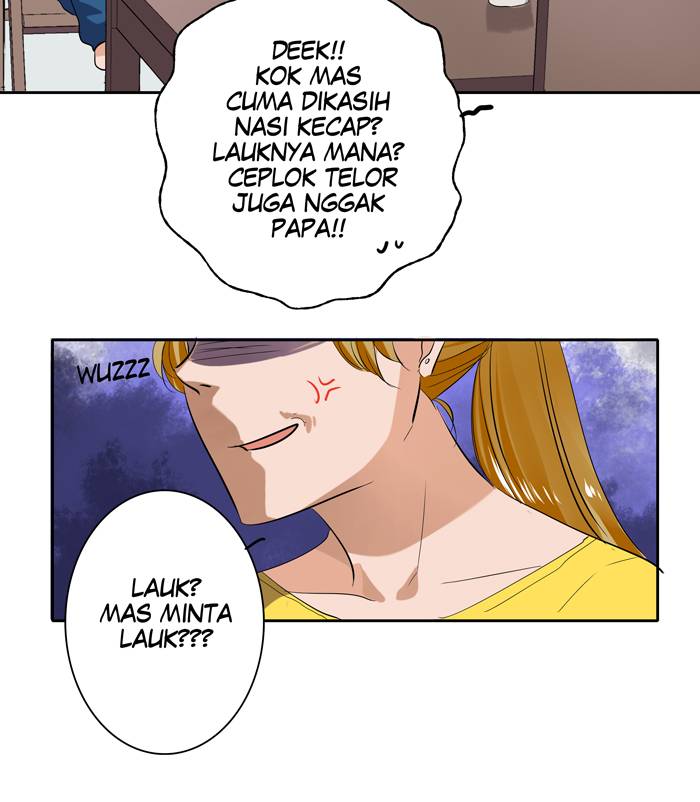 DEEK!!
KOK MAS
CUMA DIKASIH
NASI KECAP?
LAUKNYA MANA?
CEPLOK TELOR
JUGA NGGAK
PAPA!!
WUZZZ
LAUK?
MAS MINTA
LAUK???